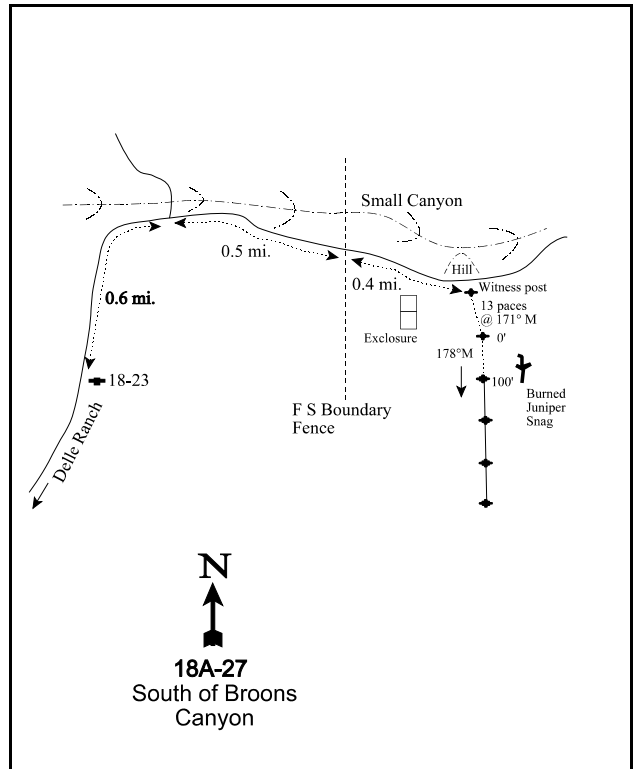 Small Canyon
0.5 mi.
Hill
0.4 mi.
Witness post
0.6 mi.
13 paces
@ 171° M
Exclosure
0'
178°M
18-23
100'
Burned
Juniper
Snag
F S Boundary
Fence
Delle Ranch
N
18A-27
South of Broons
Canyon